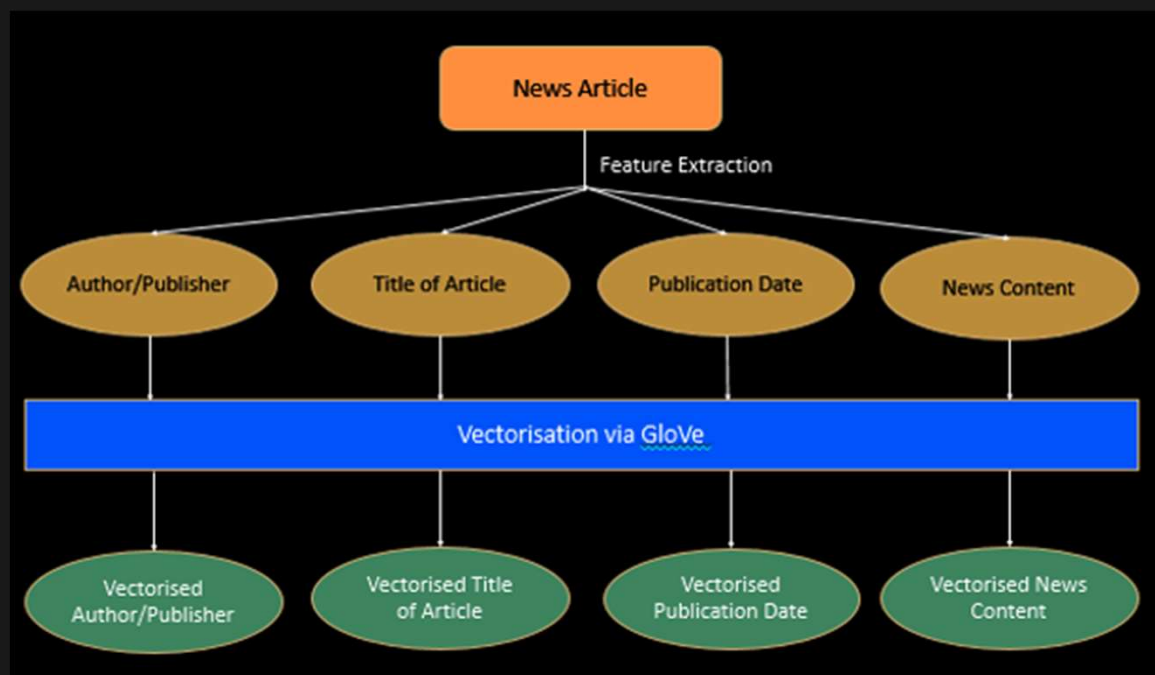 News Article
Feature Extraction
Author/Publisher
Title of Article
Publication Date
News Content
Vectorisation via GloVe
Vectorised
Author/Publisher
Vectorised Title
of Article
Vectorised
Publication Date
Vectorised News
Content